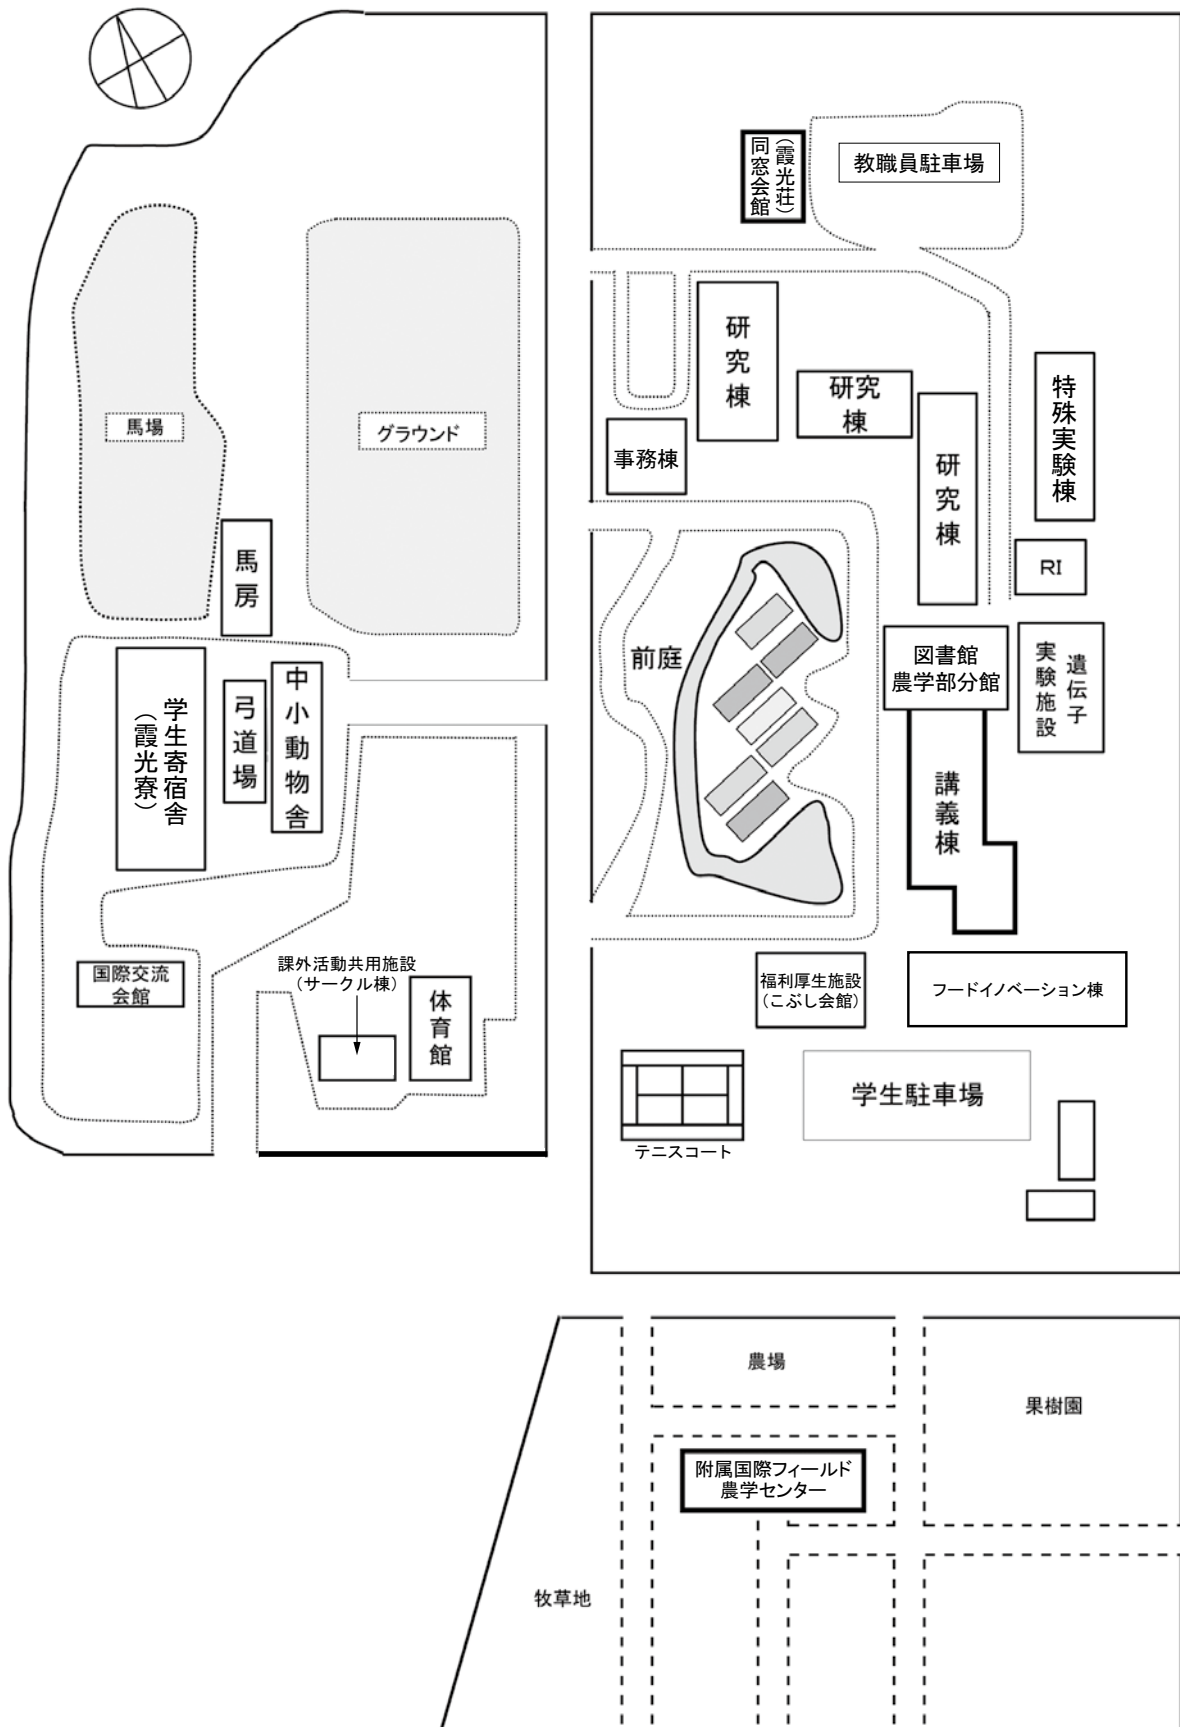 同窓会館
(霞光荘)
教職員駐車場
研究棟
研究
棟
研究棟
特殊実験棟
事務棟
馬場
グラウンド
馬房
RI
前庭
図書館
農学部分館
遺伝子
実験施設
講義棟
学生寄宿舎
(霞光寮)
弓道場
中小動物舎
国際交流
会館
課外活動共用施設
(サークル棟)
体育館
福利厚生施設
(こぶし会館)
フードイノベーション棟
テニスコート
学生駐車場
農場
果樹園
附属国際フィールド
農学センター
牧草地